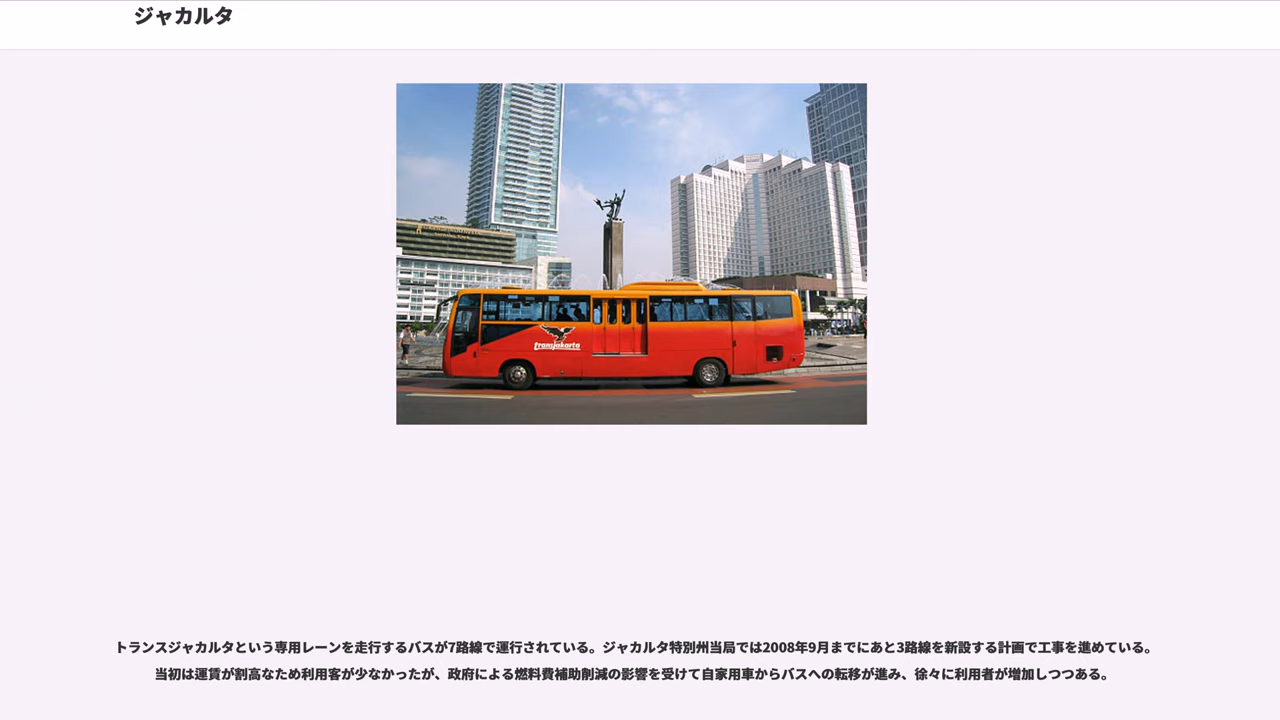 ジャカルタ
transjakarta
トランスジャカルタという専用レーンを走行するバスが7路線で運行されている。ジャカルタ特別州当局では2008年9月までにあと3路線を新設する計画で工事を進めている。
当初は運賃が割高なため利用客が少なかったが、政府による燃料費補助削減の影響を受けて自家用車からバスへの転移が進み、徐々に利用者が増加しつつある。